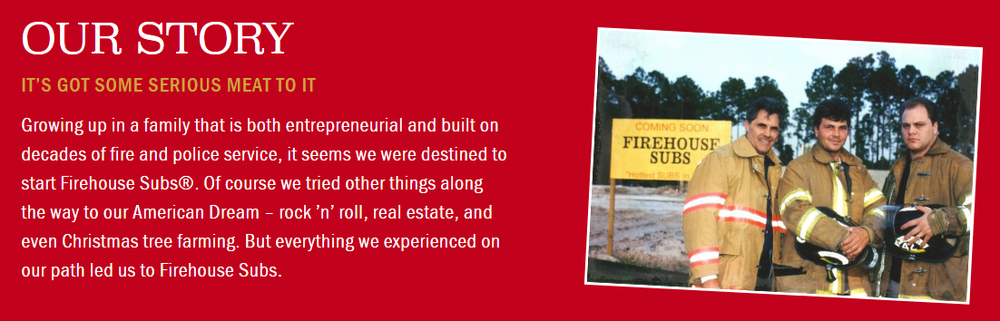 OUR STORY
IT'S GOT SOME SERIOUS MEAT TO IT
Growing up in a family that is both entrepreneurial and built on
decades of fire and police service, it seems we were destined to
start Firehouse Subs®. Of course we tried other things along
the way to our American Dream – rock 'n' roll, real estate, and
even Christmas tree farming. But everything we experienced on
our path led us to Firehouse Subs.
COMING SOON
FIREHOUSE
SUBS
"Hottest SUBS In